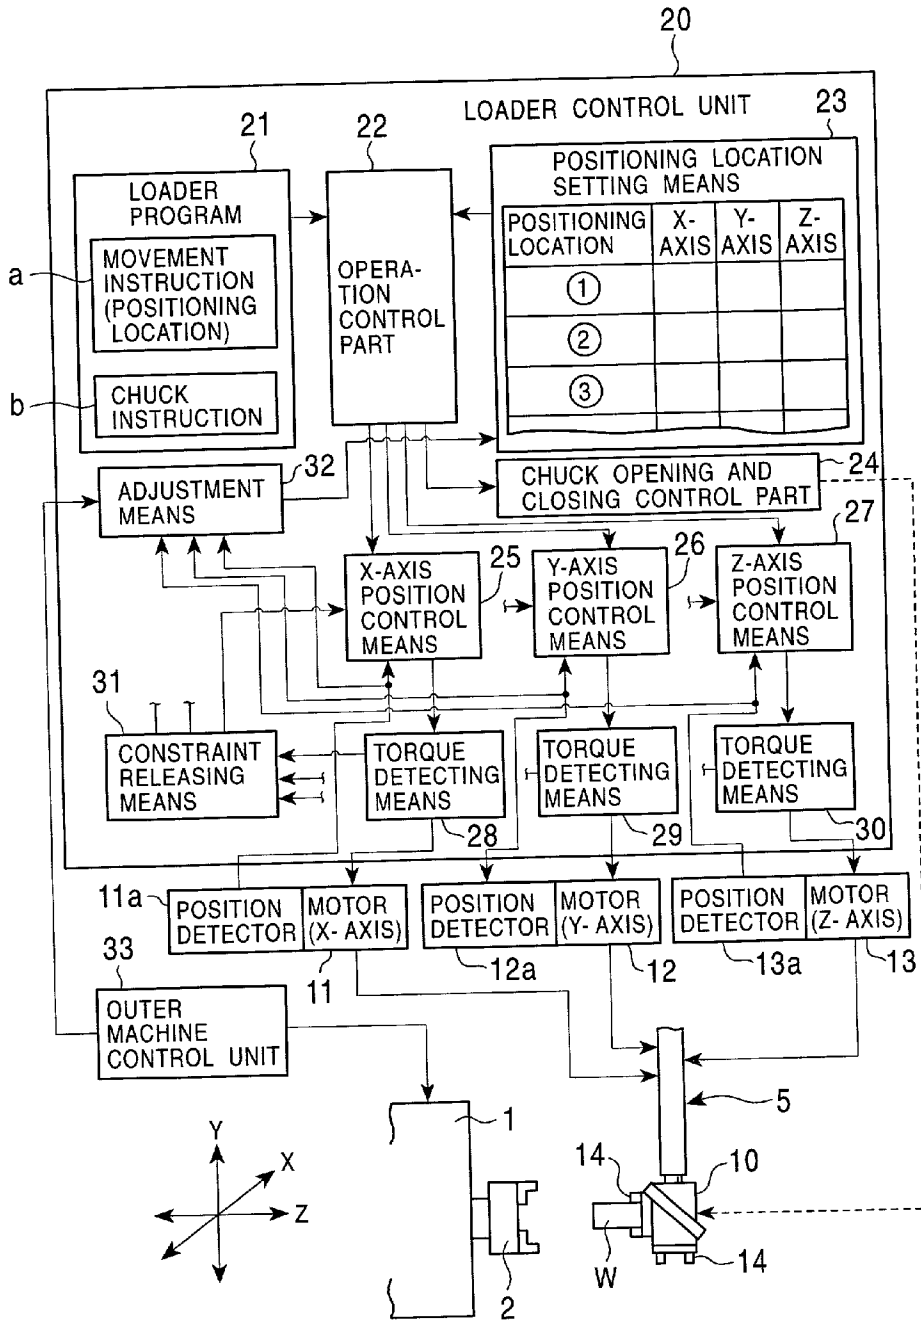 20
LOADER CONTROL UNIT
21
22
23
LOADER
PROGRAM
a
MOVEMENT
INSTRUCTION
(POSITIONING
LOCATION)
b
CHUCK
INSTRUCTION
OPERA-
TION
CONTROL
PART
POSITIONING LOCATION
SETTING MEANS
POSITIONING
LOCATION
X-
AXIS
Y-
AXIS
Z-
AXIS
①
②
③
32
ADJUSTMENT
MEANS
24
CHUCK OPENING AND
CLOSING CONTROL PART
25
X-AXIS
POSITION
CONTROL
MEANS
26
Y-AXIS
POSITION
CONTROL
MEANS
27
Z-AXIS
POSITION
CONTROL
MEANS
31
CONSTRAINT
RELEASING
MEANS
TORQUE
DETECTING
MEANS
28
TORQUE
DETECTING
MEANS
29
TORQUE
DETECTING
MEANS
30
11a
POSITION
DETECTOR
MOTOR
(X- AXIS)
11
POSITION
DETECTOR
12a
MOTOR
(Y- AXIS)
12
POSITION
DETECTOR
13a
MOTOR
(Z- AXIS)
13
33
OUTER
MACHINE
CONTROL UNIT
1
5
Y
X
Z
14
10
2
W
14